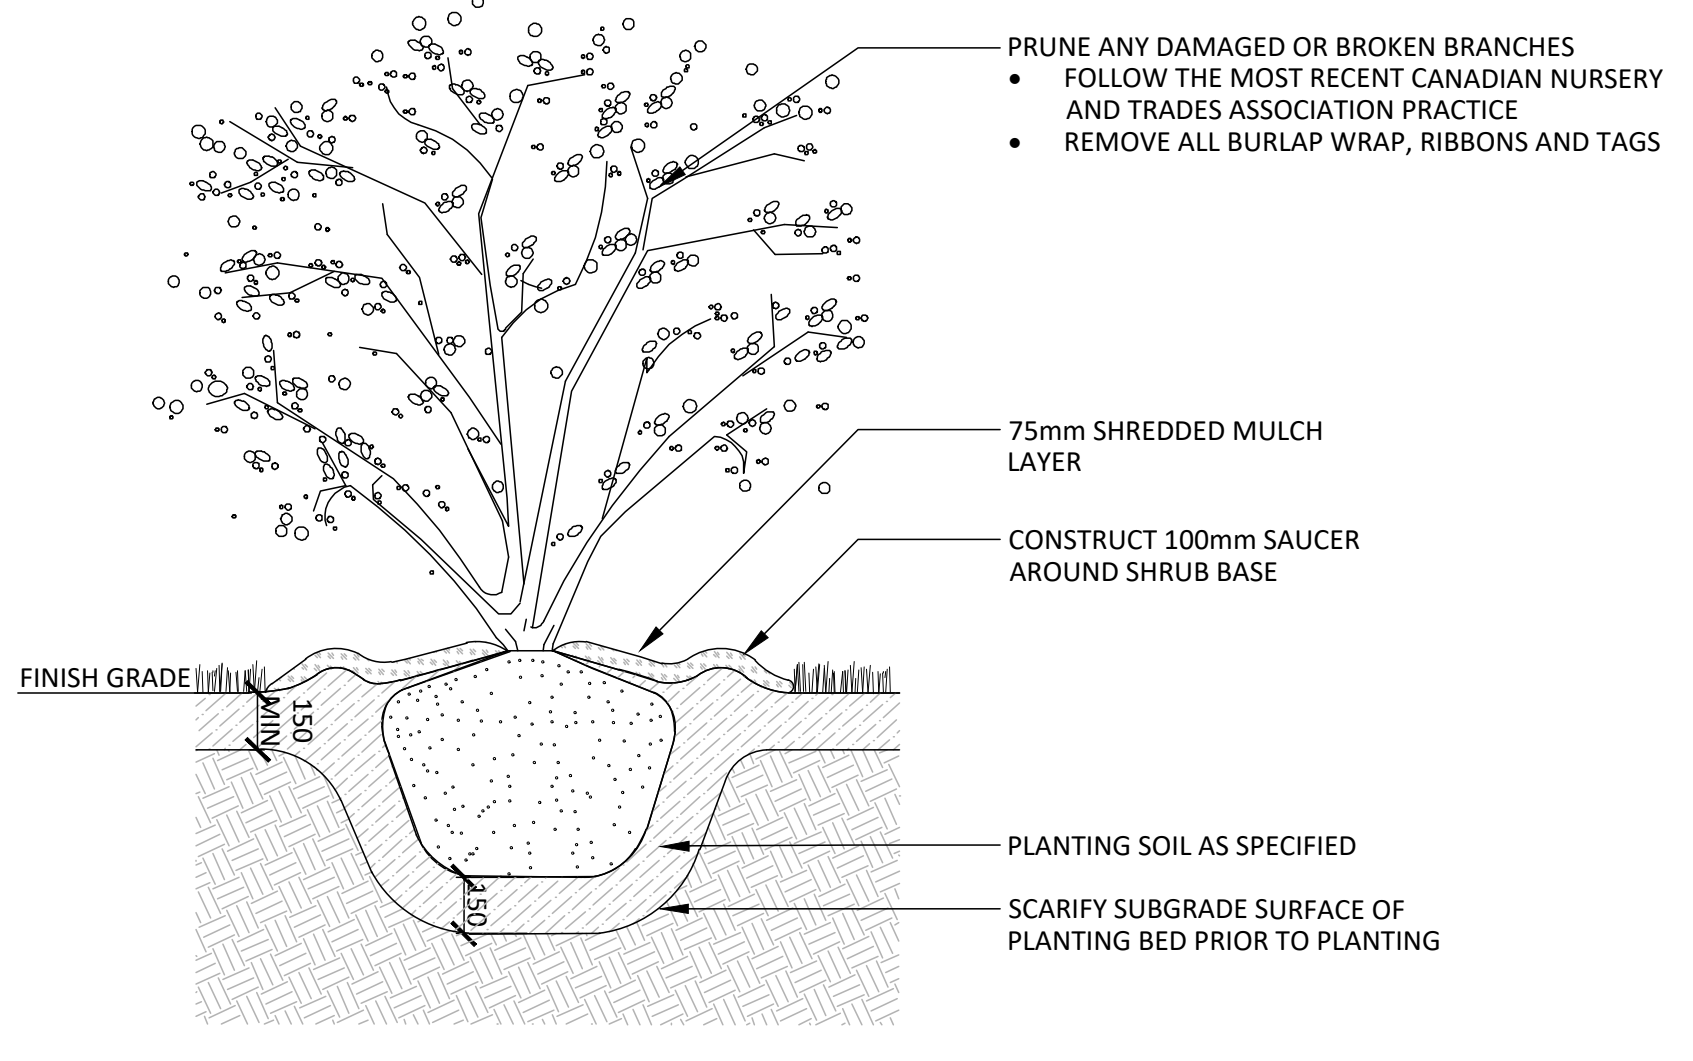 PRUNE ANY DAMAGED OR BROKEN BRANCHES
• FOLLOW THE MOST RECENT CANADIAN NURSERY
AND TRADES ASSOCIATION PRACTICE
• REMOVE ALL BURLAP WRAP, RIBBONS AND TAGS
75mm SHREDDED MULCH
LAYER
CONSTRUCT 100mm SAUCER
AROUND SHRUB BASE
FINISH GRADE
150
MIN
PLANTING SOIL AS SPECIFIED
150
SCARIFY SUBGRADE SURFACE OF
PLANTING BED PRIOR TO PLANTING